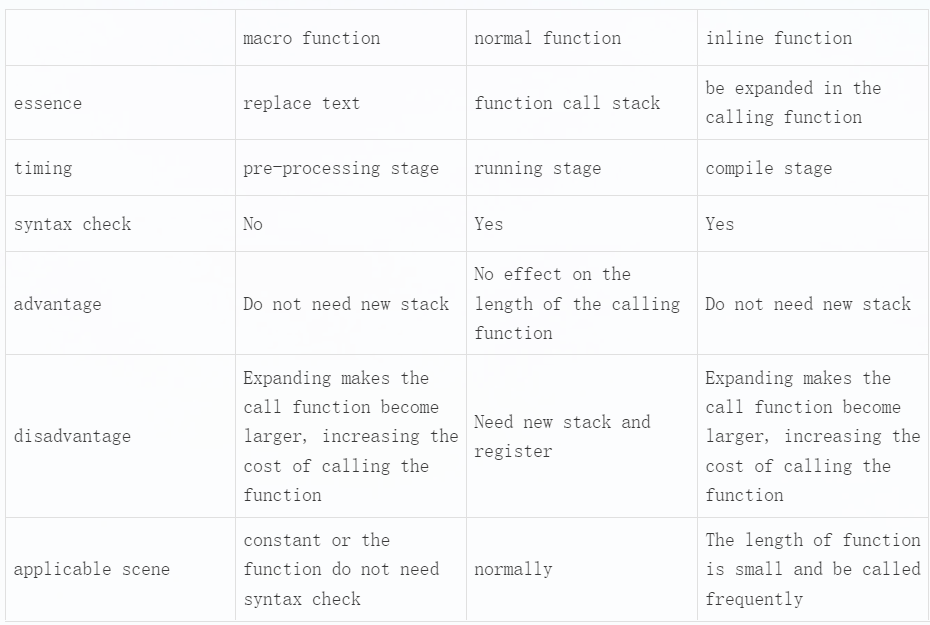 macro function normal function inline function
essence replace text function call stack be expanded in the
calling function
timing pre-processing stage running stage compile stage
syntax check No Yes Yes
advantage Do not need new stack No effect on the
length of the calling
function Do not need new stack
disadvantage Expanding makes the
call function become
larger, increasing the
cost of calling the
function Need new stack and
register Expanding makes the
call function become
larger, increasing the
cost of calling the
function
applicable scene constant or the
function do not need
syntax check normally The length of function
is small and be called
frequently